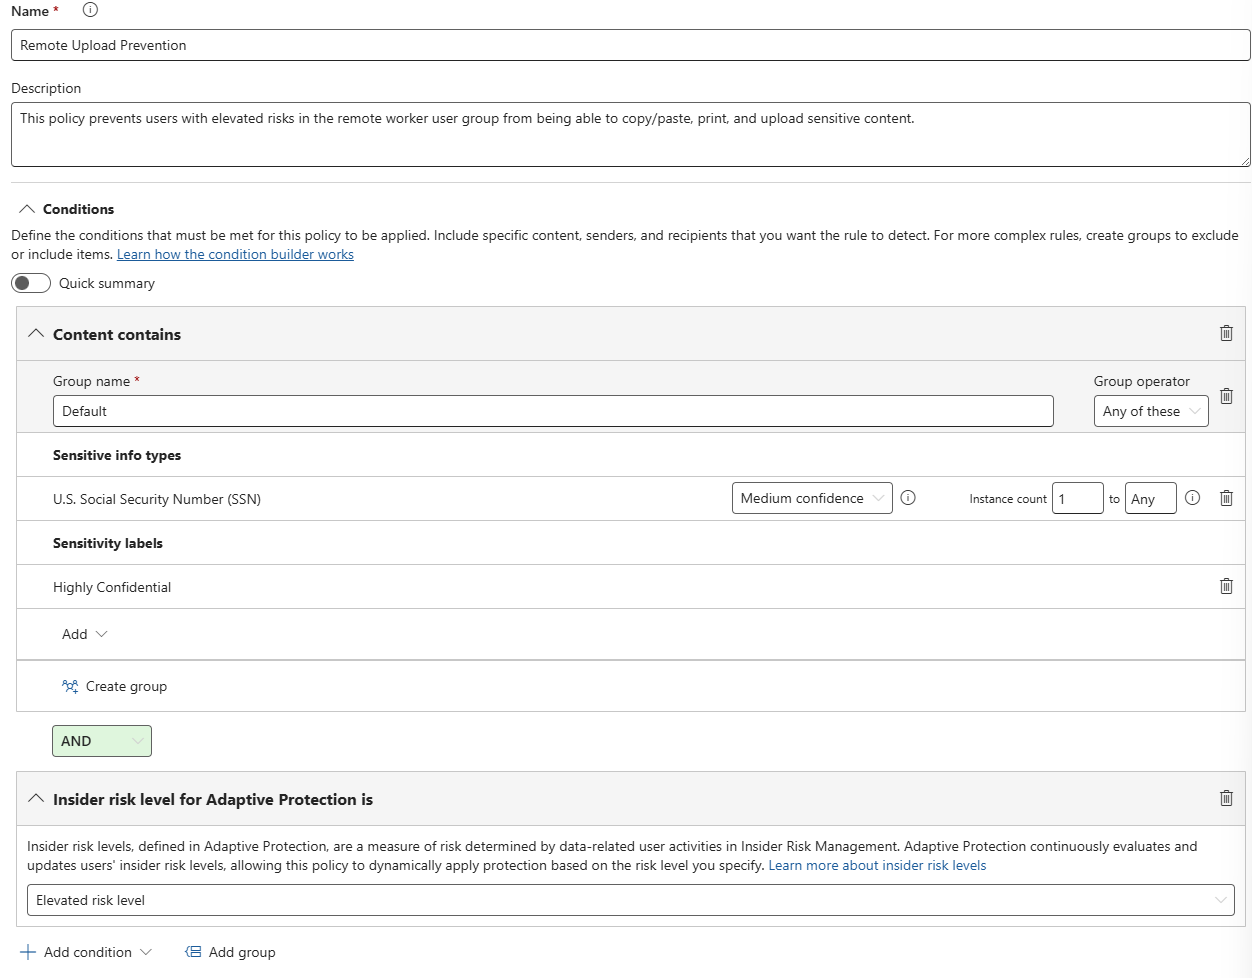 Name *
Remote Upload Prevention
Description
This policy prevents users with elevated risks in the remote worker user group from being able to copy/paste, print, and upload sensitive content.
Conditions
Define the conditions that must be met for this policy to be applied. Include specific content, senders, and recipients that you want the rule to detect. For more complex rules, create groups to exclude
or include items. Learn how the condition builder works
Quick summary
Content contains
Group name * Group operator
Default Any of these
Sensitive info types
U.S. Social Security Number (SSN) Medium confidence Instance count 1 to Any
Sensitivity labels
Highly Confidential
Add
Create group
AND
Insider risk level for Adaptive Protection is
Insider risk levels, defined in Adaptive Protection, are a measure of risk determined by data-related user activities in Insider Risk Management. Adaptive Protection continuously evaluates and
updates users' insider risk levels, allowing this policy to dynamically apply protection based on the risk level you specify. Learn more about insider risk levels
Elevated risk level
Add condition Add group